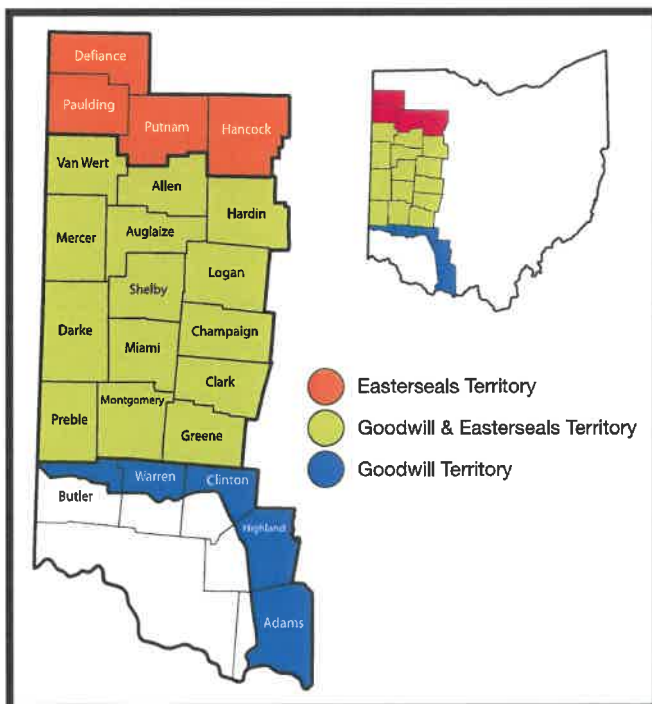 Defiance
Paulding
Putnam
Hancock
Van Wert
Allen
Hardin
Mercer
Auglaize
Logan
Shelby
Darke
Champaign
Miami
Clark
Preble
Montgomery
Greene
Easterseals Territory
Goodwill & Easterseals Territory
Goodwill Territory
Warren
Clinton
Butler
Highland
Adams